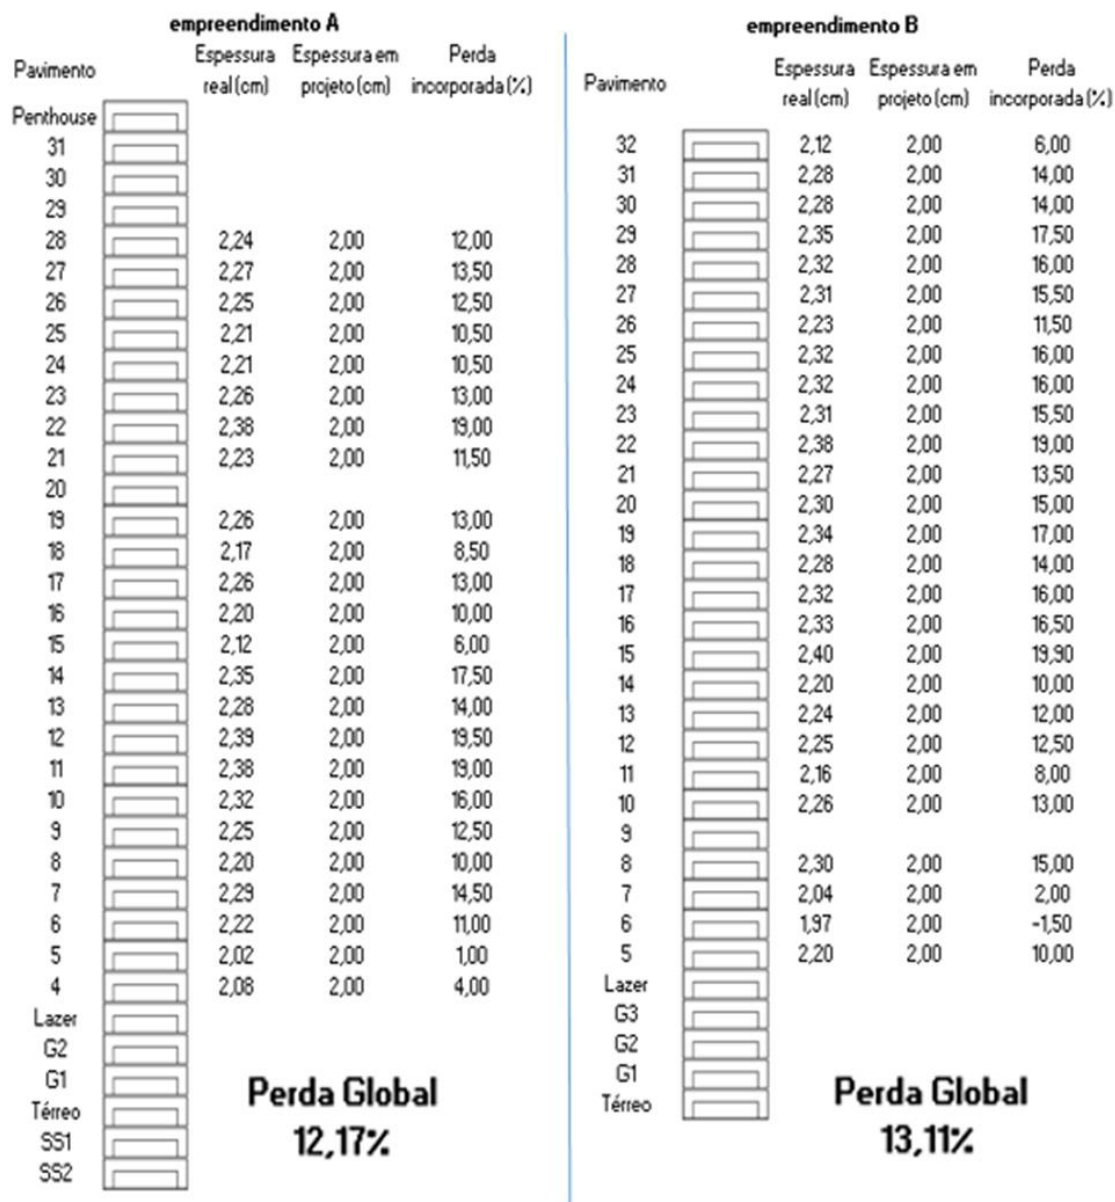 empreendimento A
Pavimento Espessura real (cm) Espessura em projeto (cm) Perda incorporada (%)
Penthouse
31
30
29
28 2,24 2,00 12,00
27 2,27 2,00 13,50
26 2,25 2,00 12,50
25 2,21 2,00 10,50
24 2,21 2,00 10,50
23 2,26 2,00 13,00
22 2,38 2,00 19,00
21 2,23 2,00 11,50
20
19 2,26 2,00 13,00
18 2,17 2,00 8,50
17 2,26 2,00 13,00
16 2,20 2,00 10,00
15 2,12 2,00 6,00
14 2,35 2,00 17,50
13 2,28 2,00 14,00
12 2,39 2,00 19,50
11 2,38 2,00 19,00
10 2,32 2,00 16,00
9 2,25 2,00 12,50
8 2,20 2,00 10,00
7 2,29 2,00 14,50
6 2,22 2,00 11,00
5 2,02 2,00 1,00
4 2,08 2,00 4,00
Lazer
G2
G1
Térreo
SS1
SS2
Perda Global
12,17%
empreendimento B
Pavimento Espessura real (cm) Espessura em projeto (cm) Perda incorporada (%)
32 2,12 2,00 6,00
31 2,28 2,00 14,00
30 2,28 2,00 14,00
29 2,35 2,00 17,50
28 2,32 2,00 16,00
27 2,31 2,00 15,50
26 2,23 2,00 11,50
25 2,32 2,00 16,00
24 2,32 2,00 16,00
23 2,31 2,00 15,50
22 2,38 2,00 19,00
21 2,27 2,00 13,50
20 2,30 2,00 15,00
19 2,34 2,00 17,00
18 2,28 2,00 14,00
17 2,32 2,00 16,00
16 2,33 2,00 16,50
15 2,40 2,00 19,90
14 2,20 2,00 10,00
13 2,24 2,00 12,00
12 2,25 2,00 12,50
11 2,16 2,00 8,00
10 2,26 2,00 13,00
9
8 2,30 2,00 15,00
7 2,04 2,00 2,00
6 1,97 2,00 -1,50
5 2,20 2,00 10,00
Lazer
G3
G2
G1
Térreo
Perda Global
13,11%